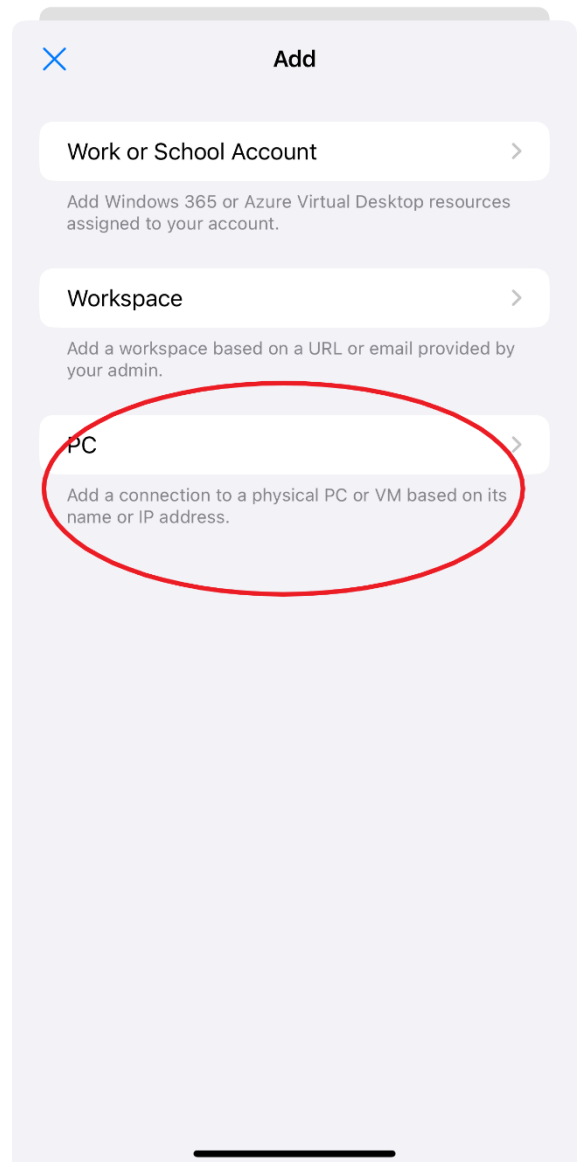 Add
Work or School Account
Add Windows 365 or Azure Virtual Desktop resources
assigned to your account.
Workspace
Add a workspace based on a URL or email provided by
your admin.
PC
Add a connection to a physical PC or VM based on its
name or IP address.